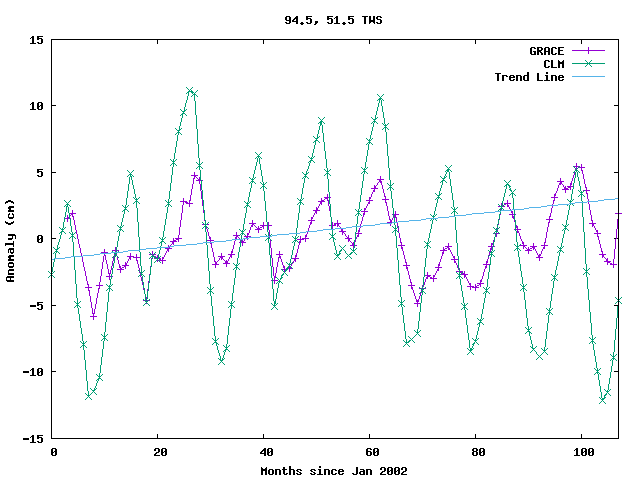 94.5, 51.5 TWS
15
10
5
0
-5
-10
-15
Anomaly (cm)
GRACE
CLM
Trend Line
0 20 40 60 80 100
Months since Jan 2002